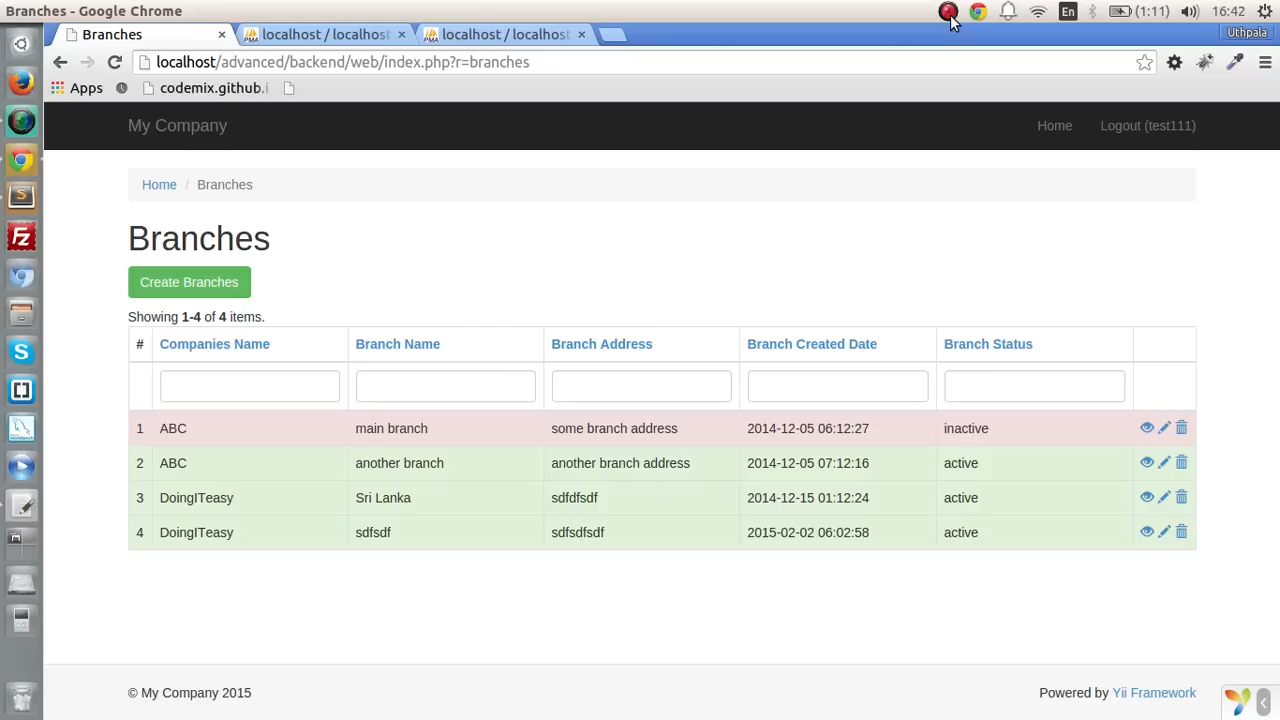 Branches - Google Chrome
En
(1:11)
16:42
Branches
localhost / localhost
localhost / localhost
Uthpala
localhost/advanced/backend/web/index.php?r=branches
Apps
codemix.github.i
My Company
Home
Logout (test111)
Home / Branches
Branches
Create Branches
Showing 1-4 of 4 items.
# Companies Name Branch Name Branch Address Branch Created Date Branch Status
1 ABC main branch some branch address 2014-12-05 06:12:27 inactive
2 ABC another branch another branch address 2014-12-05 07:12:16 active
3 DoingITeasy Sri Lanka sdfdfsdf 2014-12-15 01:12:24 active
4 DoingITeasy sdfsdf sdfsdfsdf 2015-02-02 06:02:58 active
© My Company 2015
Powered by Yii Framework